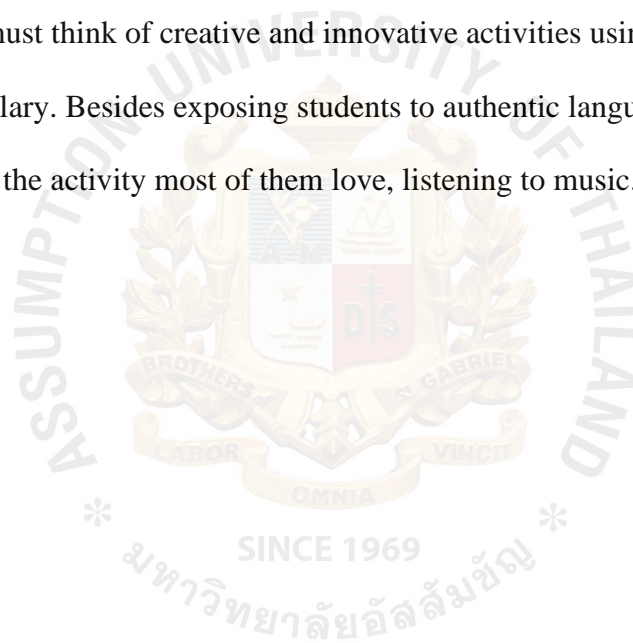 must think of creative and innovative activities usin
lary. Besides exposing students to authentic langu
the activity most of them love, listening to music.
ASSUMPTION UNIVERSITY OF THAILAND
A M
D S
BROTHERS of St GABRIEL
LABOR OMNIA VINCIT
SINCE 1969
* มหาวิทยาลัยอัสสัมชัญ *